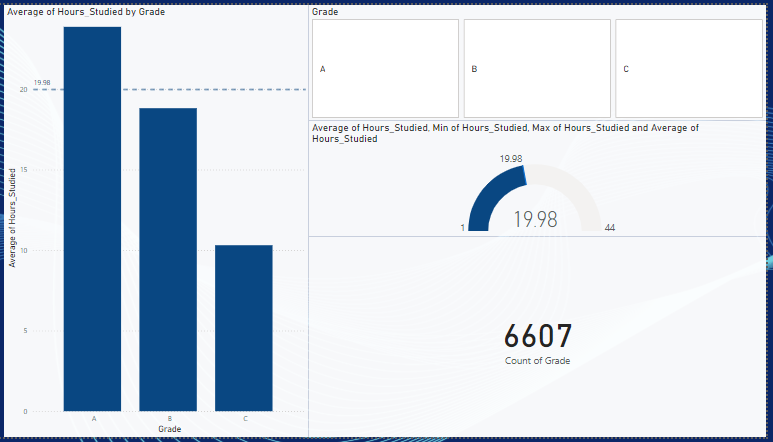 Average of Hours_Studied by Grade
19.98
20
15
10
5
0
Average of Hours_Studied
A
B
C
Grade
Grade
A
B
C
Average of Hours_Studied, Min of Hours_Studied, Max of Hours_Studied and Average of
Hours_Studied
19.98
19.98
1
44
6607
Count of Grade